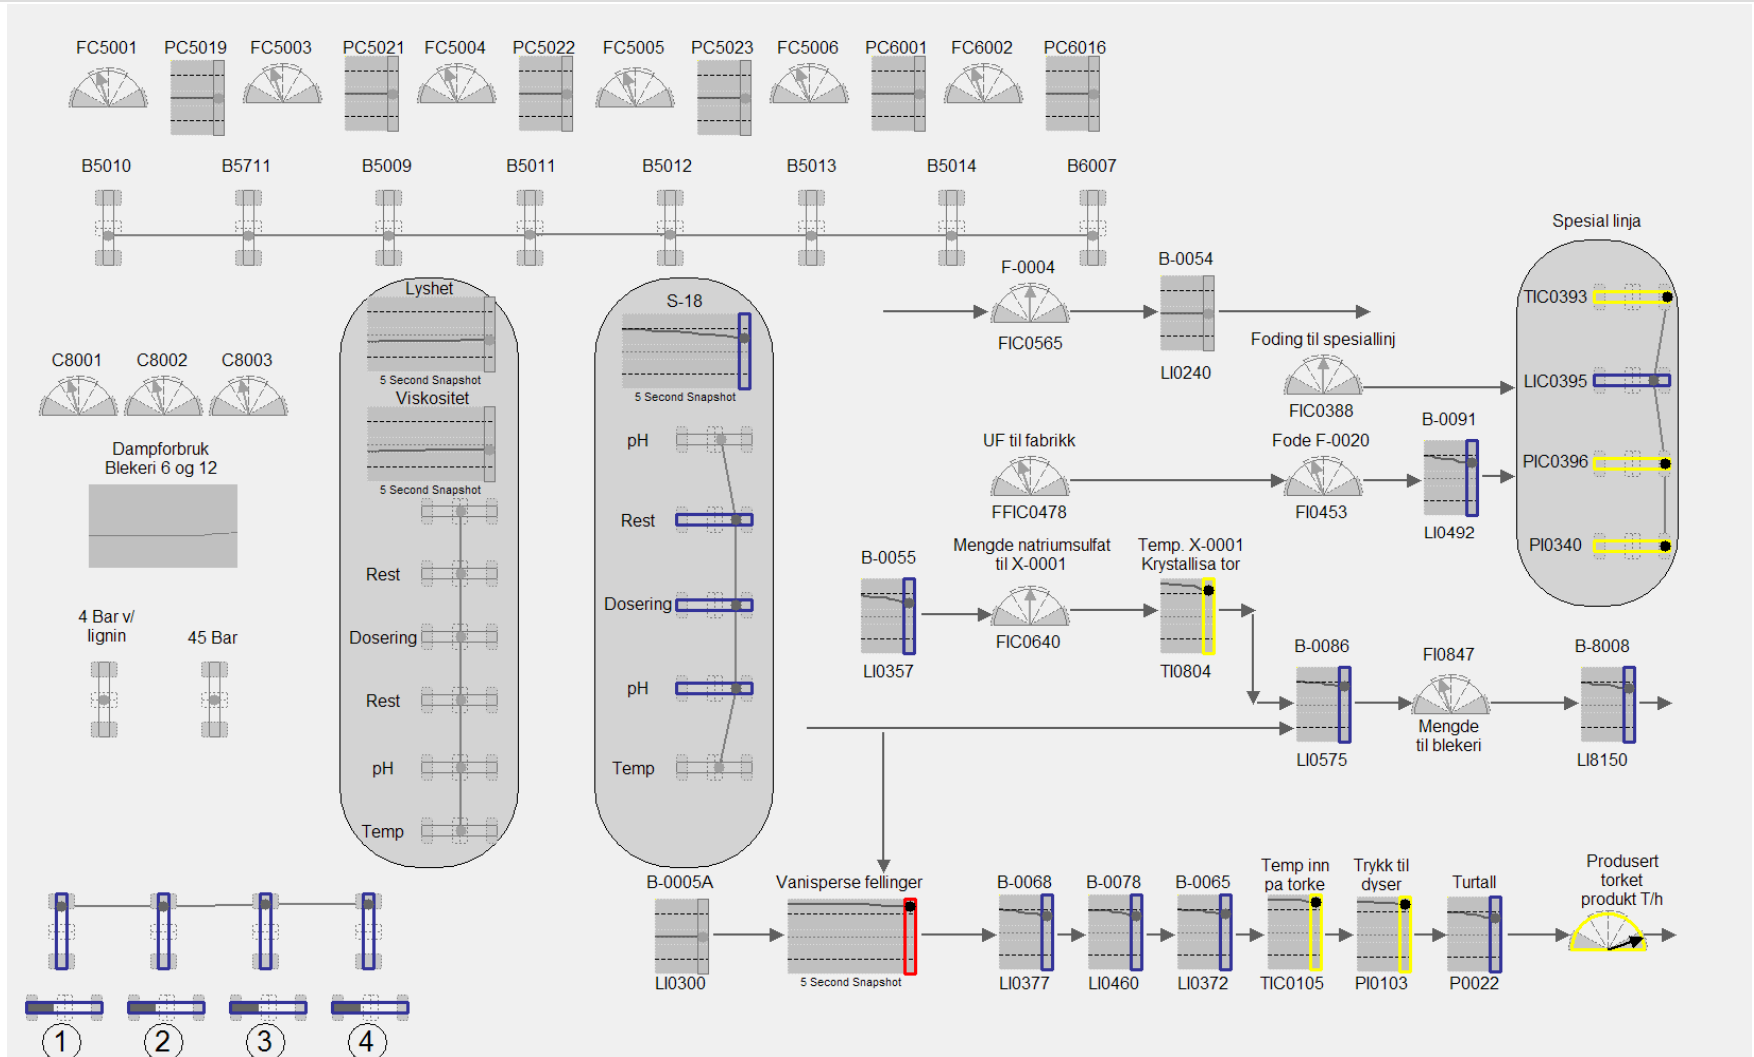 FC5001 PC5019 FC5003 PC5021 FC5004 PC5022 FC5005 PC5023 FC5006 PC6001 FC6002 PC6016
B5010 B5711 B5009 B5011 B5012 B5013 B5014 B6007
Spesial linja
F-0004
B-0054
FIC0565
LI0240
TIC0393
LIC0395
PIC0396
PI0340
Foding til spesiallinj
FIC0388
Lyshet
5 Second Snapshot
Viskositet
5 Second Snapshot
Rest
Dosering
Rest
pH
Temp
S-18
5 Second Snapshot
pH
Rest
Dosering
pH
Temp
C8001 C8002 C8003
Dampforbruk
Blekeri 6 og 12
4 Bar v/
lignin
45 Bar
UF til fabrikk
FFIC0478
Fode F-0020
FI0453
B-0091
LI0492
B-0055
LI0357
Mengde natriumsulfat
til X-0001
FIC0640
Temp. X-0001
Krystallisa tor
TI0804
B-0086
LI0575
FI0847
Mengde
til blekeri
B-8008
LI8150
B-0005A
LI0300
Vanisperse fellinger
5 Second Snapshot
B-0068
LI0377
B-0078
LI0460
B-0065
LI0372
Temp inn
pa torke
TIC0105
Trykk til
dyser
PI0103
Turtall
P0022
Produsert
torket
produkt T/h
1 2 3 4